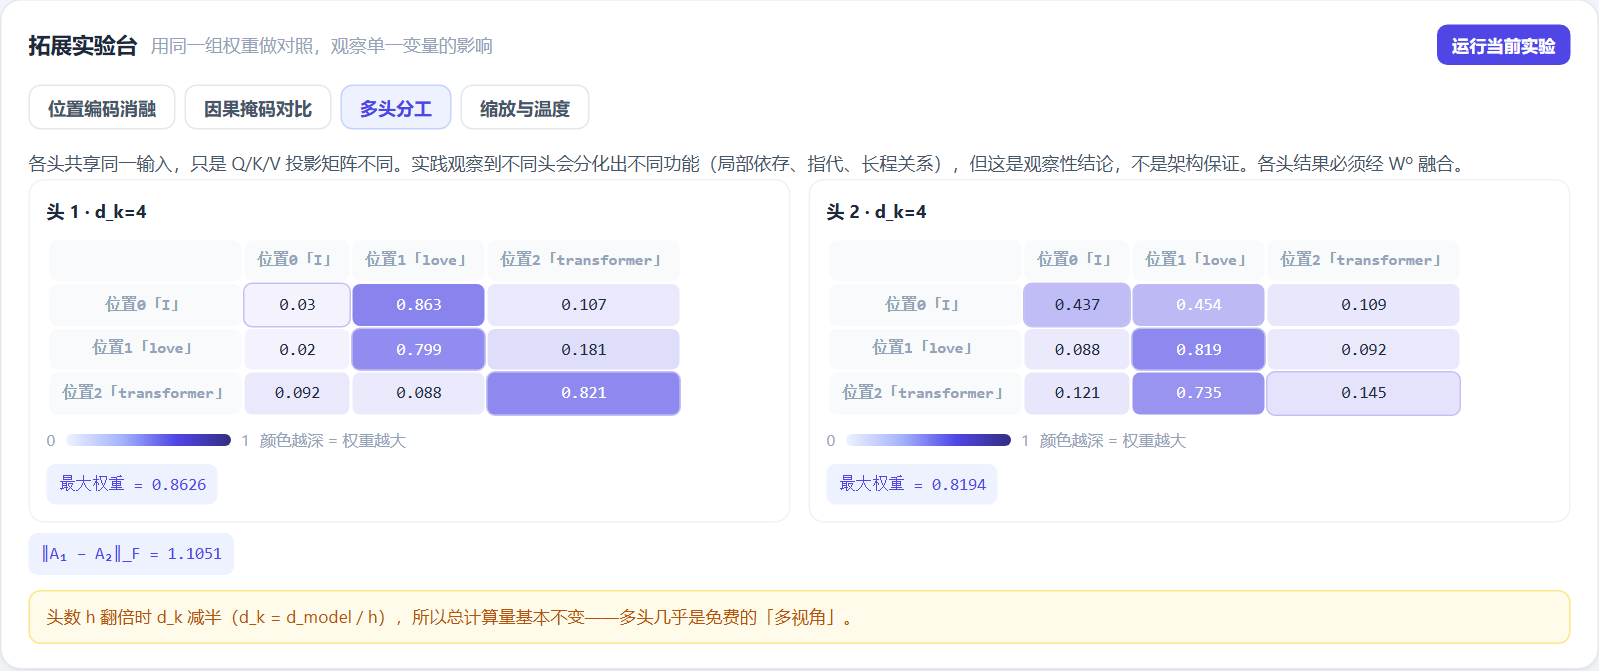 拓展实验台 用同一组权重做对照，观察单一变量的影响 运行当前实验
位置编码消融 因果掩码对比 多头分工 缩放与温度
各头共享同一输入，只是 Q/K/V 投影矩阵不同。实践观察到不同头会分化出不同功能（局部依存、指代、长程关系），但这是观察性结论，不是架构保证。各头结果必须经 Wᴼ 融合。
头 1 · d_k=4
位置0「I」 位置1「love」 位置2「transformer」
位置0「I」 0.03 0.863 0.107
位置1「love」 0.02 0.799 0.181
位置2「transformer」 0.092 0.088 0.821
0 1 颜色越深 = 权重越大
最大权重 = 0.8626
头 2 · d_k=4
位置0「I」 位置1「love」 位置2「transformer」
位置0「I」 0.437 0.454 0.109
位置1「love」 0.088 0.819 0.092
位置2「transformer」 0.121 0.735 0.145
0 1 颜色越深 = 权重越大
最大权重 = 0.8194
‖A₁ − A₂‖_F = 1.1051
头数 h 翻倍时 d_k 减半（d_k = d_model / h），所以总计算量基本不变——多头几乎是免费的「多视角」。